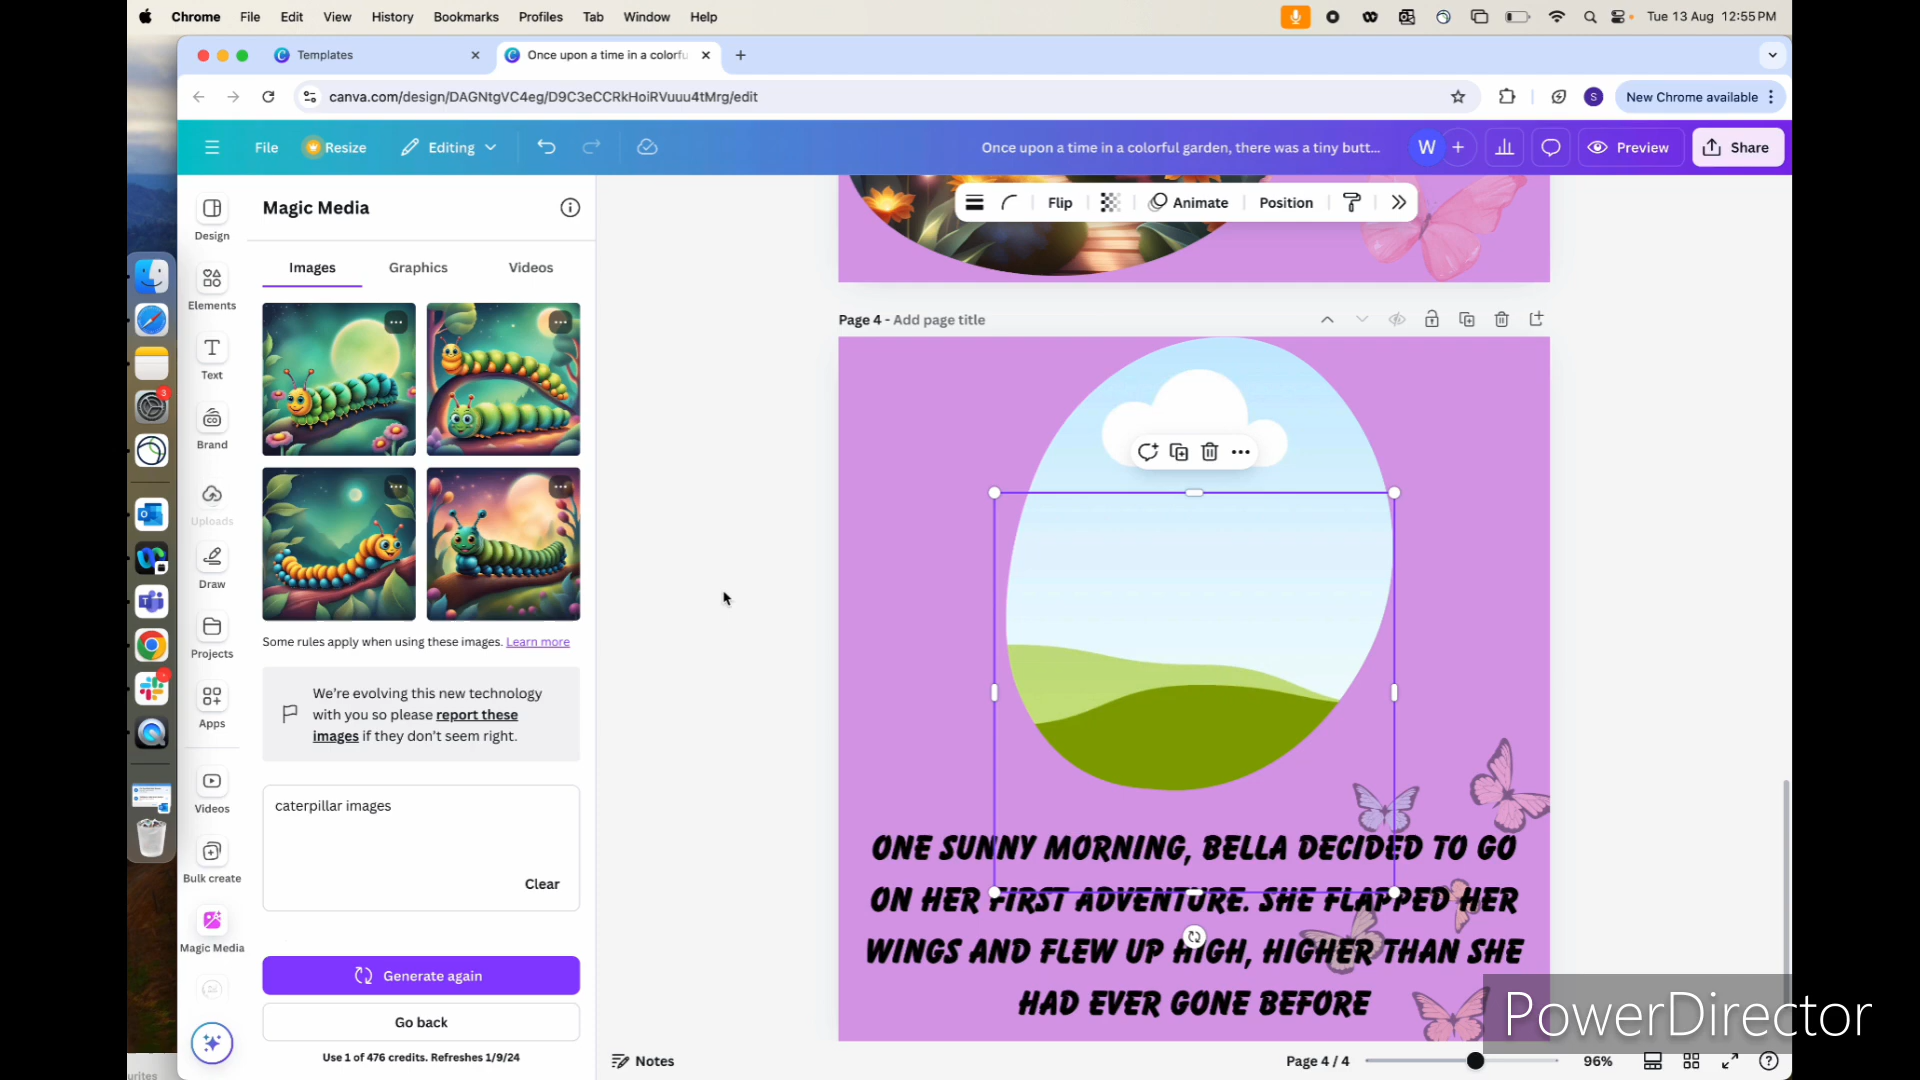 Chrome File Edit View History Bookmarks Profiles Tab Window Help
Tue 13 Aug 12:55 PM
Templates
Once upon a time in a colorfu
canva.com/design/DAGNtgVC4eg/D9C3eCCRkHoiRVuuu4tMrg/edit
S
New Chrome available
File Resize Editing
Once upon a time in a colorful garden, there was a tiny butt...
W
Preview
Share
Design
Elements
Text
Brand
Uploads
Draw
Projects
Apps
Videos
Bulk create
Magic Media
Magic Media
Images Graphics Videos
Some rules apply when using these images. Learn more
We're evolving this new technology
with you so please report these
images if they don't seem right.
caterpillar images
Clear
Generate again
Go back
Use 1 of 476 credits. Refreshes 1/9/24
Flip Animate Position
Page 4 - Add page title
ONE SUNNY MORNING, BELLA DECIDED TO GO
ON HER FIRST ADVENTURE. SHE FLAPPED HER
WINGS AND FLEW UP HIGH, HIGHER THAN SHE
HAD EVER GONE BEFORE
Notes
Page 4 / 4
96%
PowerDirector